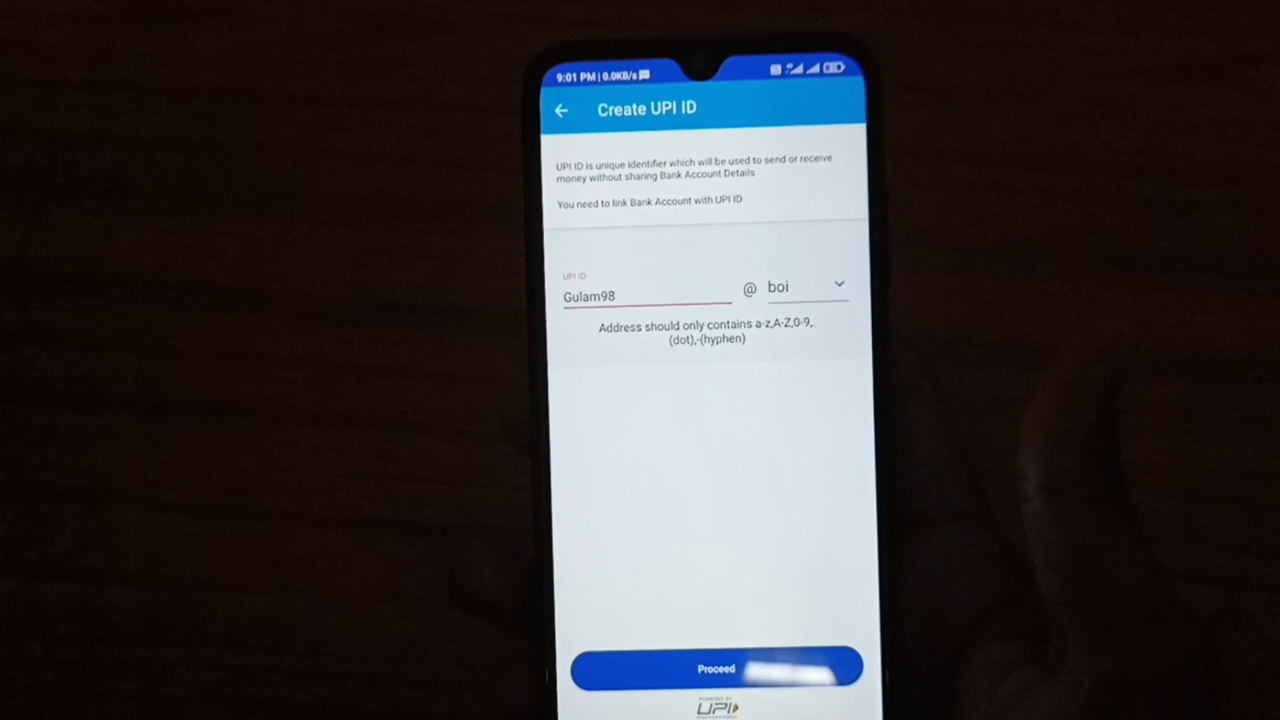 9:01 PM | 0.0KB/s
Create UPI ID
UPI ID is unique identifier which will be used to send or receive
money without sharing Bank Account Details
You need to link Bank Account with UPI ID
UPI ID
Gulam98 @ boi
Address should only contains a-z,A-Z,0-9,.
(dot),-(hyphen)
Proceed
POWERED BY
UPI